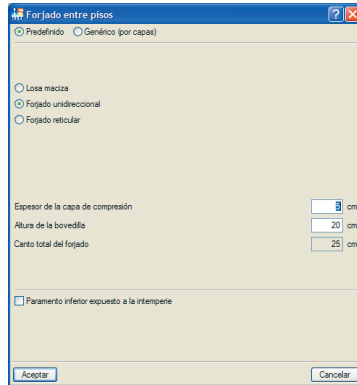 Forjado entre pisos
Predefinido Genérico (por capas)
Losa maciza
Forjado unidireccional
Forjado reticular
Espesor de la capa de compresión 5 cm
Altura de la bovedilla 20 cm
Canto total del forjado 25 cm
Paramento inferior expuesto a la intemperie
Aceptar Cancelar